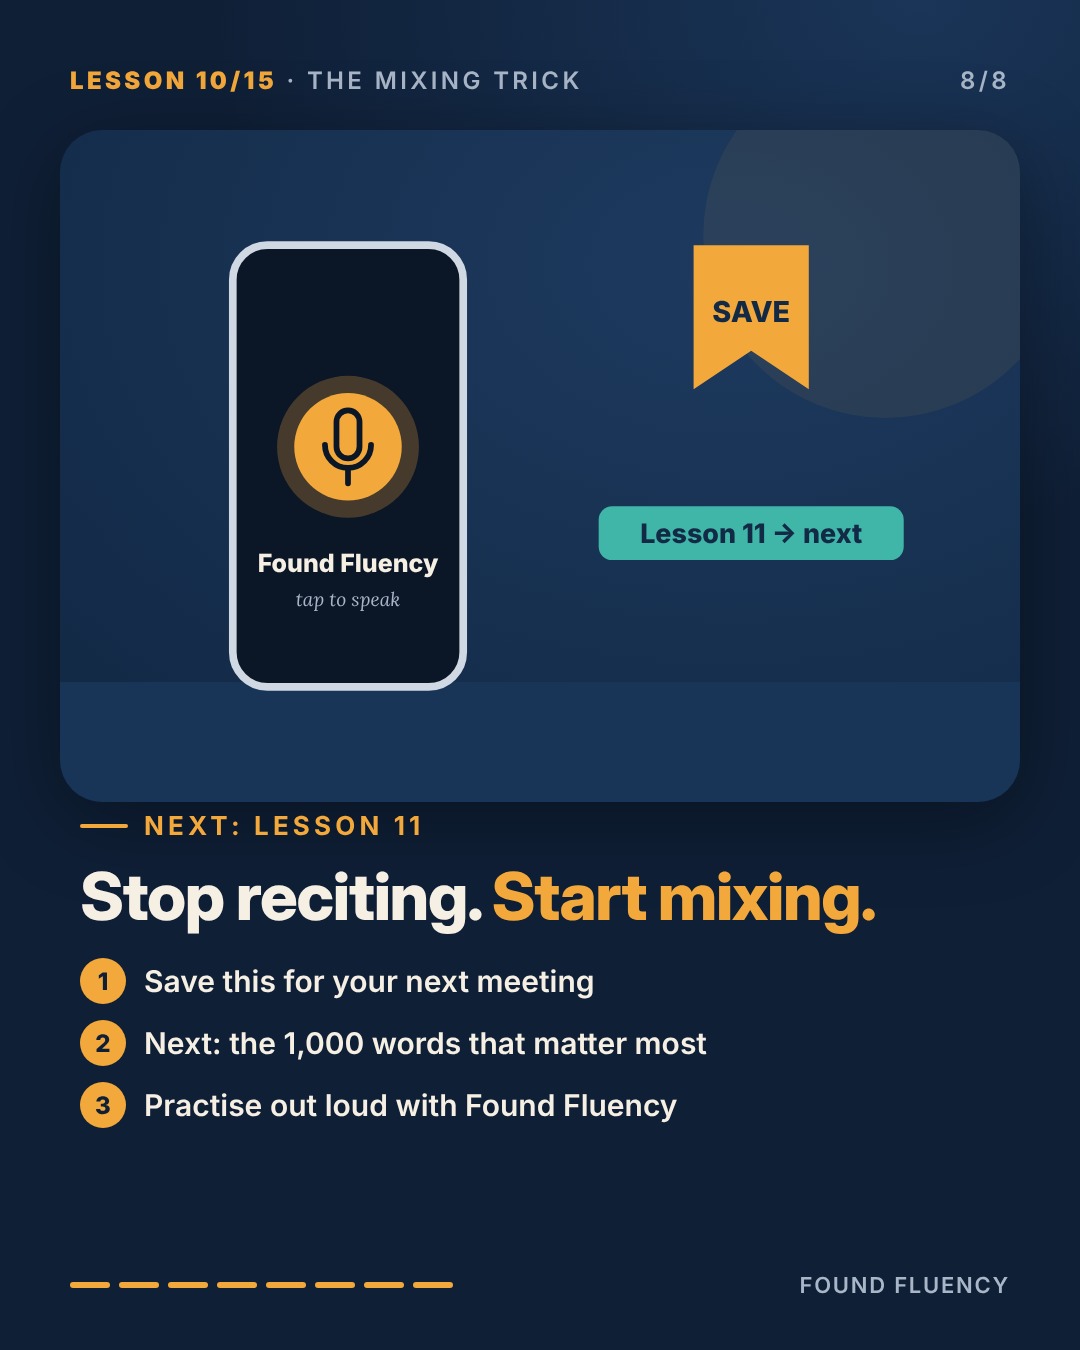 LESSON 10/15 · THE MIXING TRICK
8/8
SAVE
Found Fluency
tap to speak
Lesson 11 → next
NEXT: LESSON 11
Stop reciting. Start mixing.
1 Save this for your next meeting
2 Next: the 1,000 words that matter most
3 Practise out loud with Found Fluency
FOUND FLUENCY